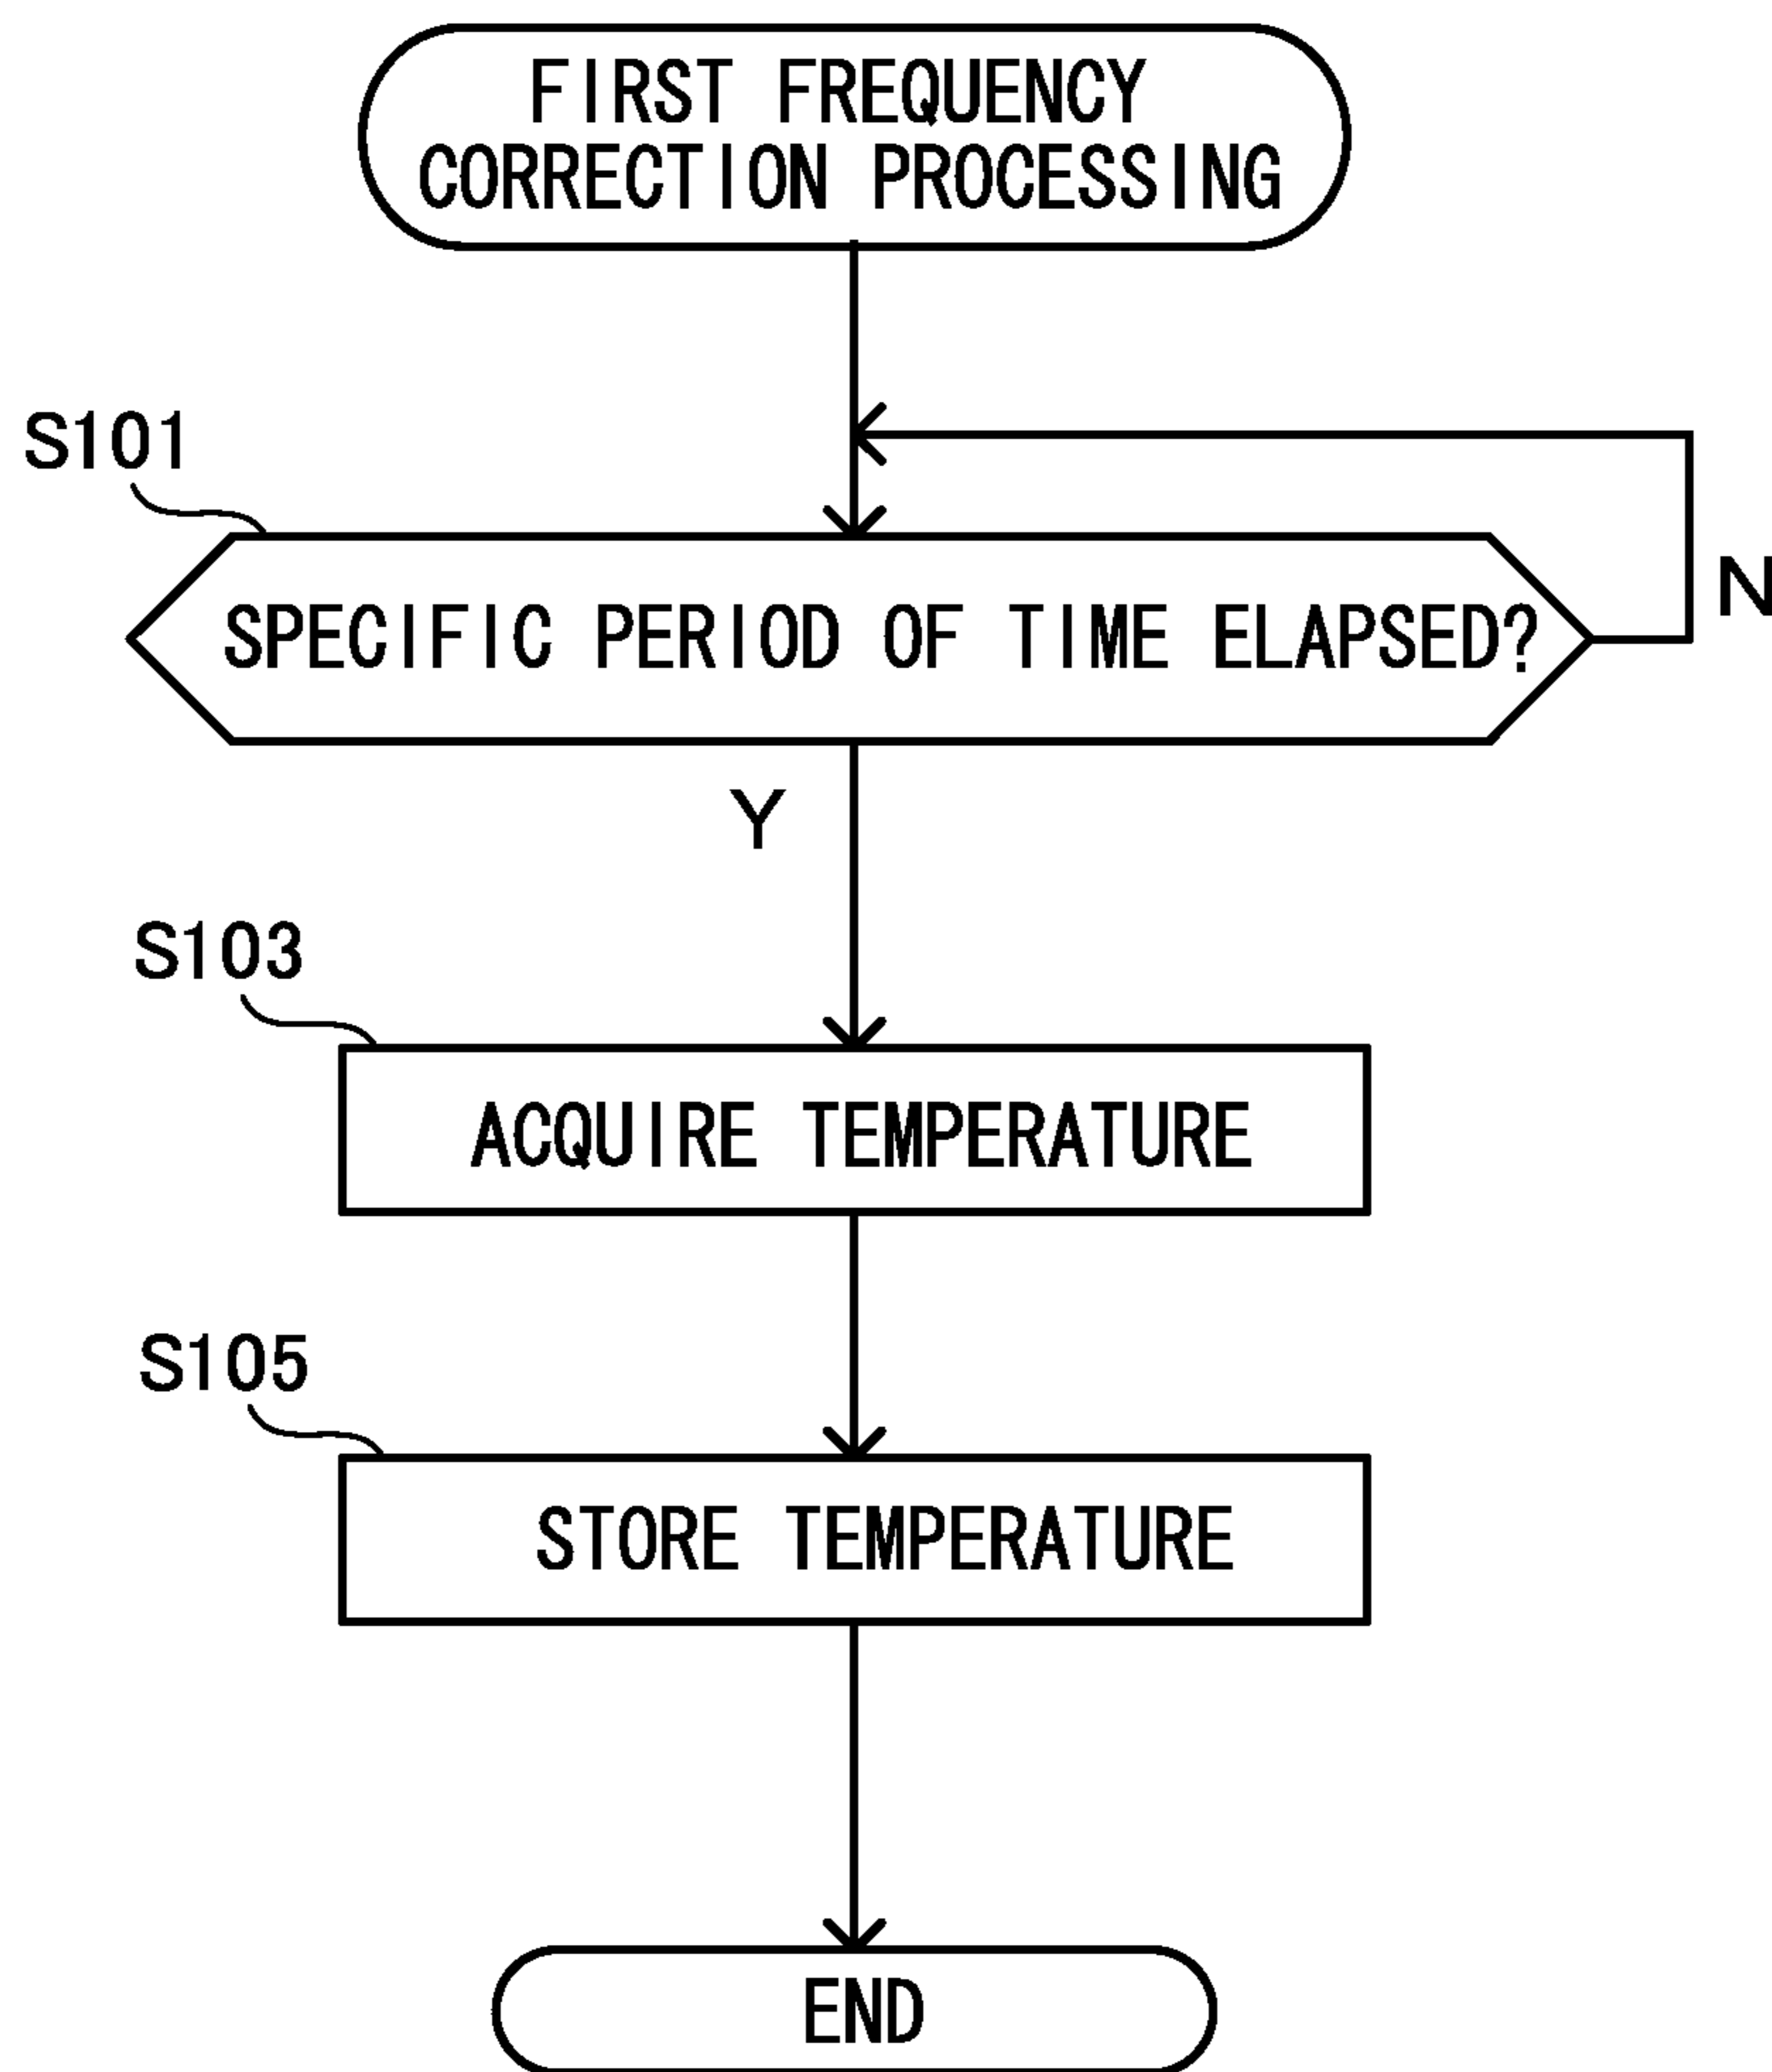 FIRST FREQUENCY
CORRECTION PROCESSING
S101
SPECIFIC PERIOD OF TIME ELAPSED?
N
Y
S103
ACQUIRE TEMPERATURE
S105
STORE TEMPERATURE
END